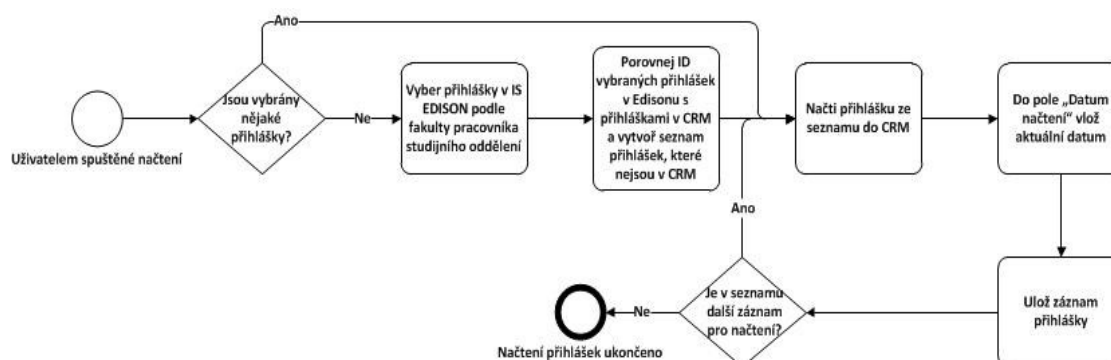 Ano
Jsou vybrány
nějaké
přihlášky?
Uživatelem spuštěné načtení
Ne
Vyber přihlášky v IS
EDISON podle
fakulty pracovníka
studijního oddělení
Porovnej ID
vybraných přihlášek
v Edisonu s
přihláškami v CRM
a vytvoř seznam
přihlášek, které
nejsou v CRM
Načti přihlášku ze
seznamu do CRM
Do pole „Datum
načtení“ vlož
aktuální datum
Ano
Ulož záznam
přihlášky
Je v seznamu
další záznam
pro načtení?
Ne
Načtení přihlášek ukončeno